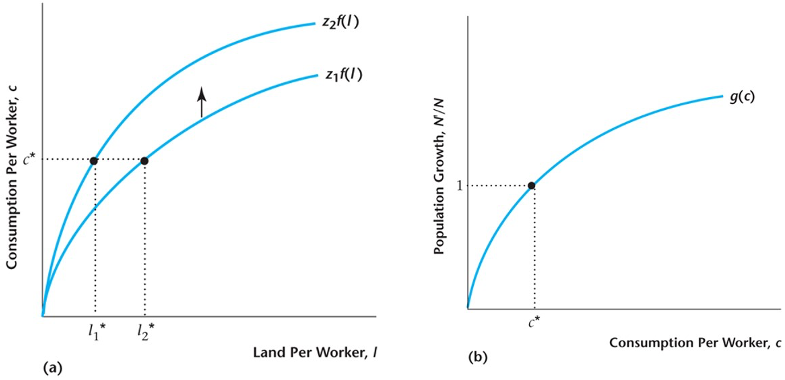 Consumption Per Worker, c
z₂f(l)
z₁f(l)
c*
l₁*
l₂*
Land Per Worker, l
(a)
Population Growth, N'/N
g(c)
1
c*
Consumption Per Worker, c
(b)